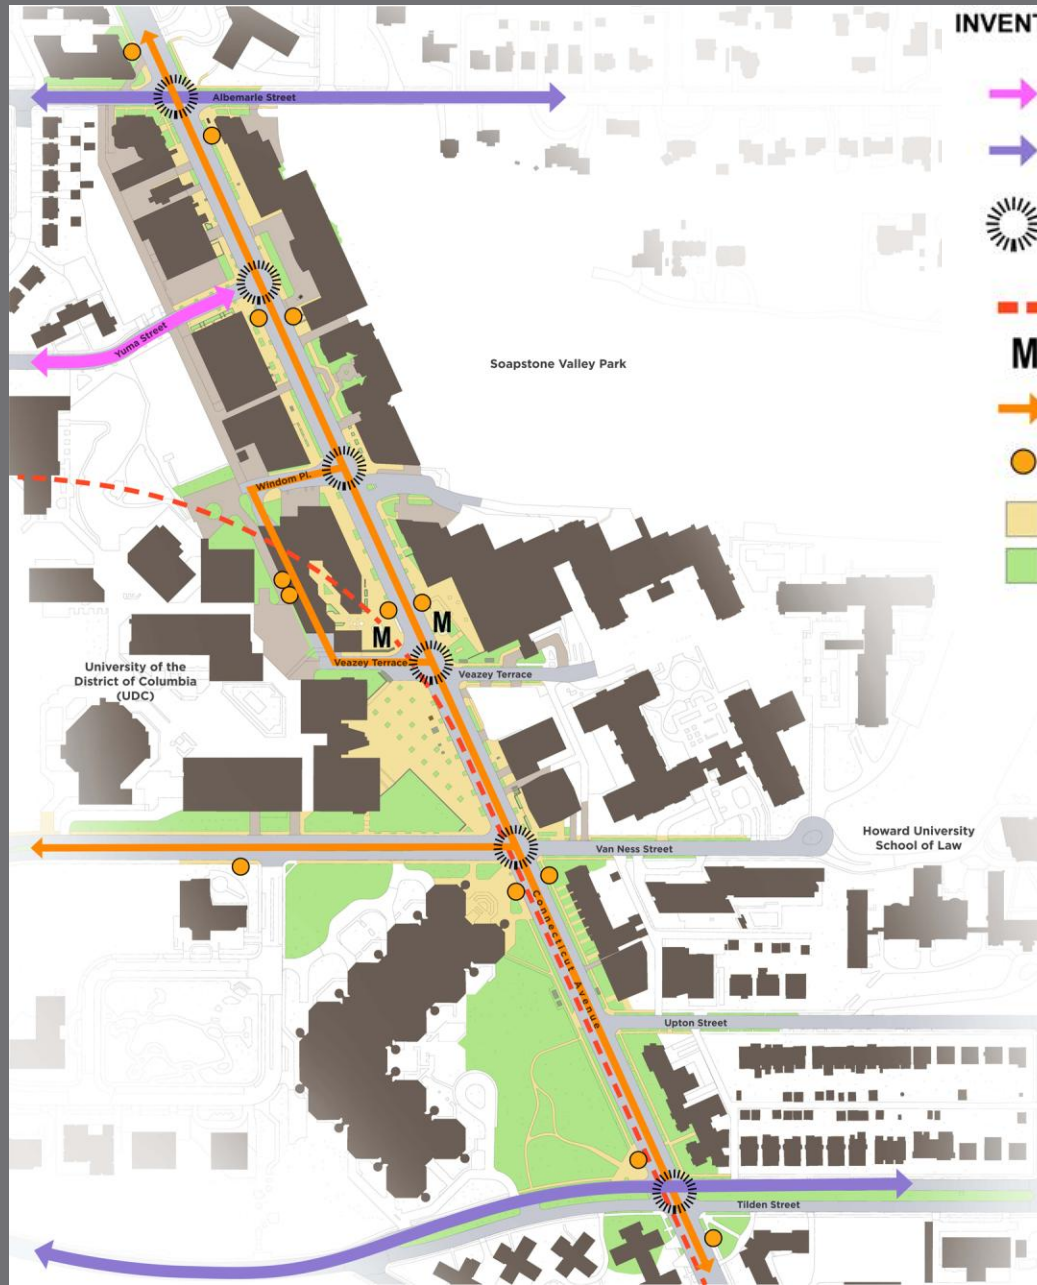 INVENT
Albemarle Street
Yuma Street
Soapstone Valley Park
M
Windom Pl.
M
M
Veazey Terrace
Veazey Terrace
University of the
District of Columbia
(UDC)
Van Ness Street
Howard University
School of Law
Connecticut Avenue
Upton Street
Tilden Street